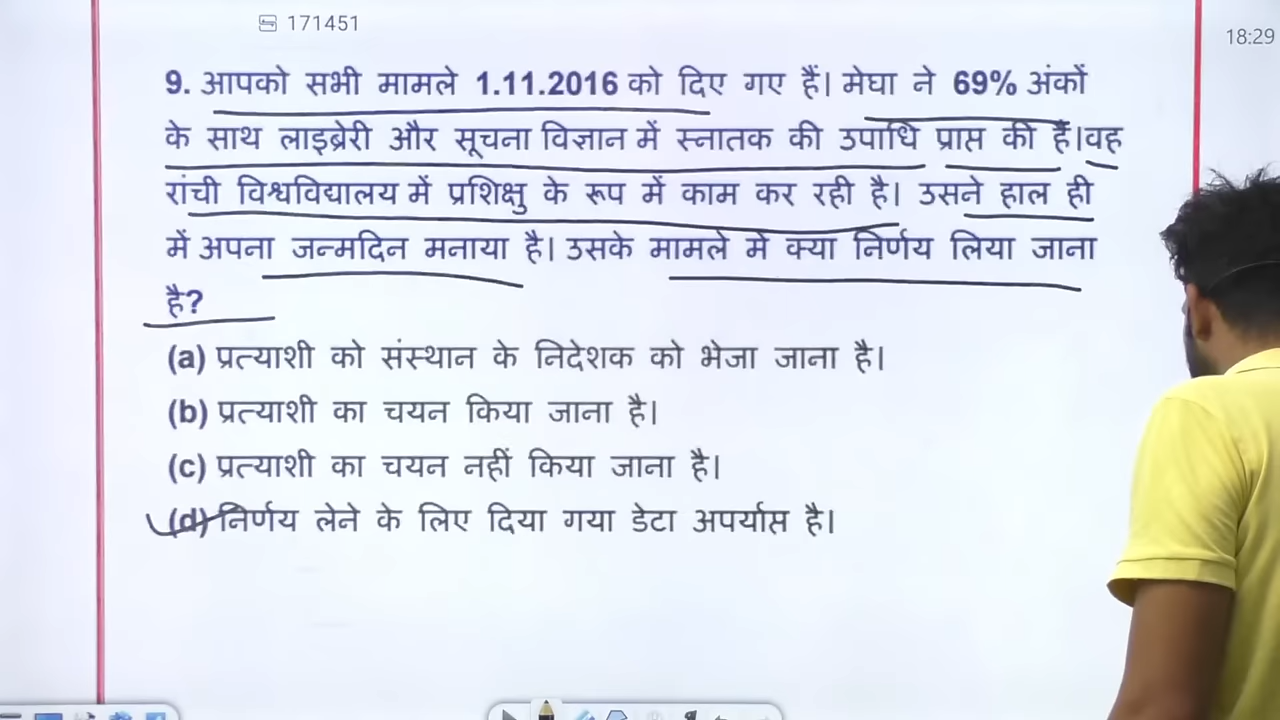 171451
18:29
9. आपको सभी मामले 1.11.2016 को दिए गए हैं। मेघा ने 69% अंकों
के साथ लाइब्रेरी और सूचना विज्ञान में स्नातक की उपाधि प्राप्त की है।वह
रांची विश्वविद्यालय में प्रशिक्षु के रूप में काम कर रही है। उसने हाल ही
में अपना जन्मदिन मनाया है। उसके मामले में क्या निर्णय लिया जाना
है?
(a) प्रत्याशी को संस्थान के निदेशक को भेजा जाना है।
(b) प्रत्याशी का चयन किया जाना है।
(c) प्रत्याशी का चयन नहीं किया जाना है।
(d) निर्णय लेने के लिए दिया गया डेटा अपर्याप्त है।